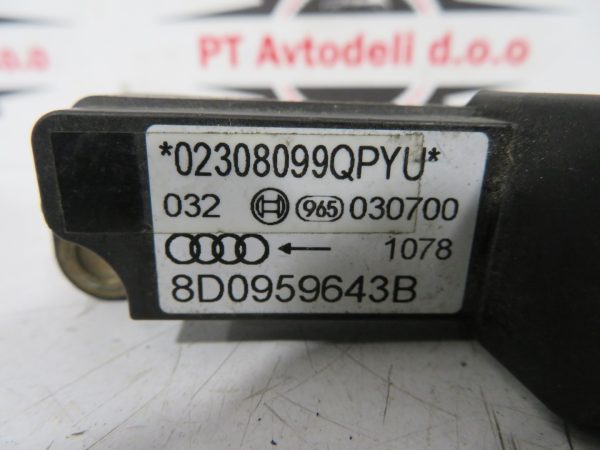 PT Avtodeli d.o.o
*02308099QPYU*
032 965 030700
← 1078
8D0959643B